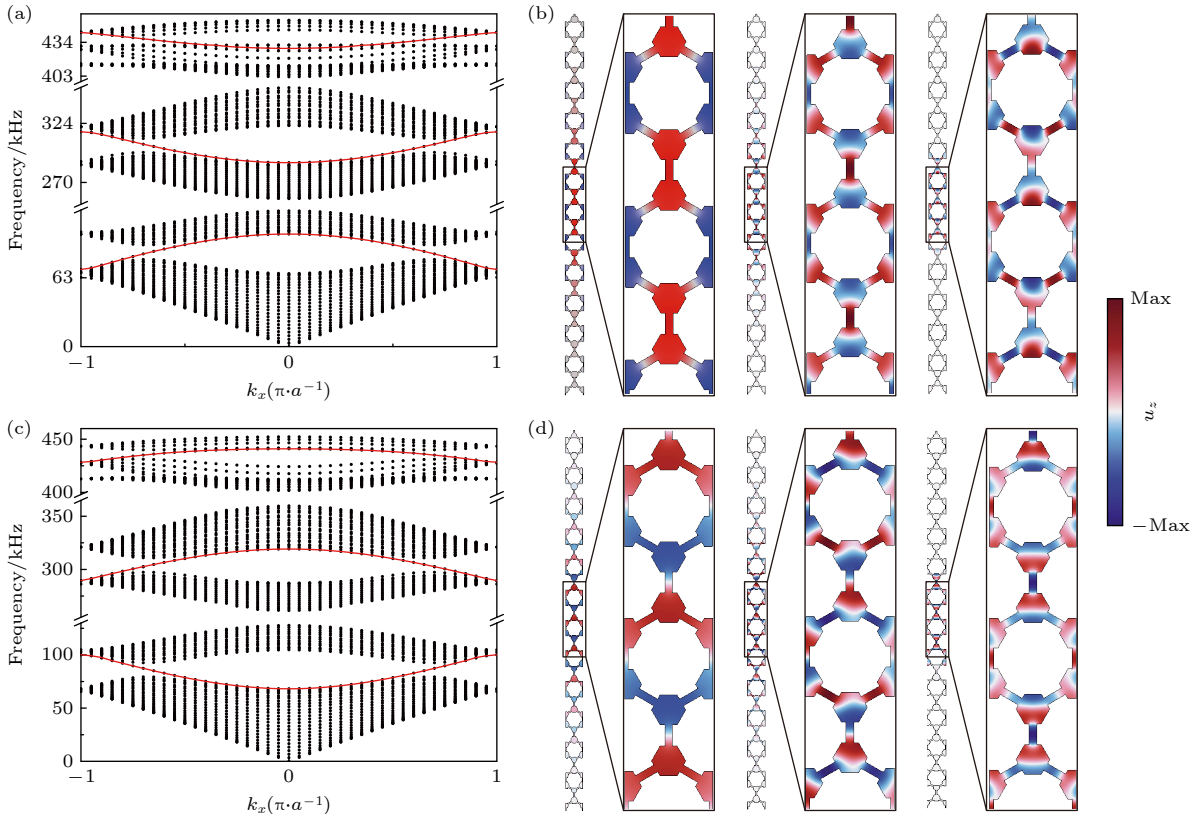 (a)
434
403
324
270
63
0
Frequency/kHz
−1
0
1
kx(π·a−1)
(b)
Max
uz
−Max
(c)
450
400
350
300
100
50
0
Frequency/kHz
−1
0
1
kx(π·a−1)
(d)